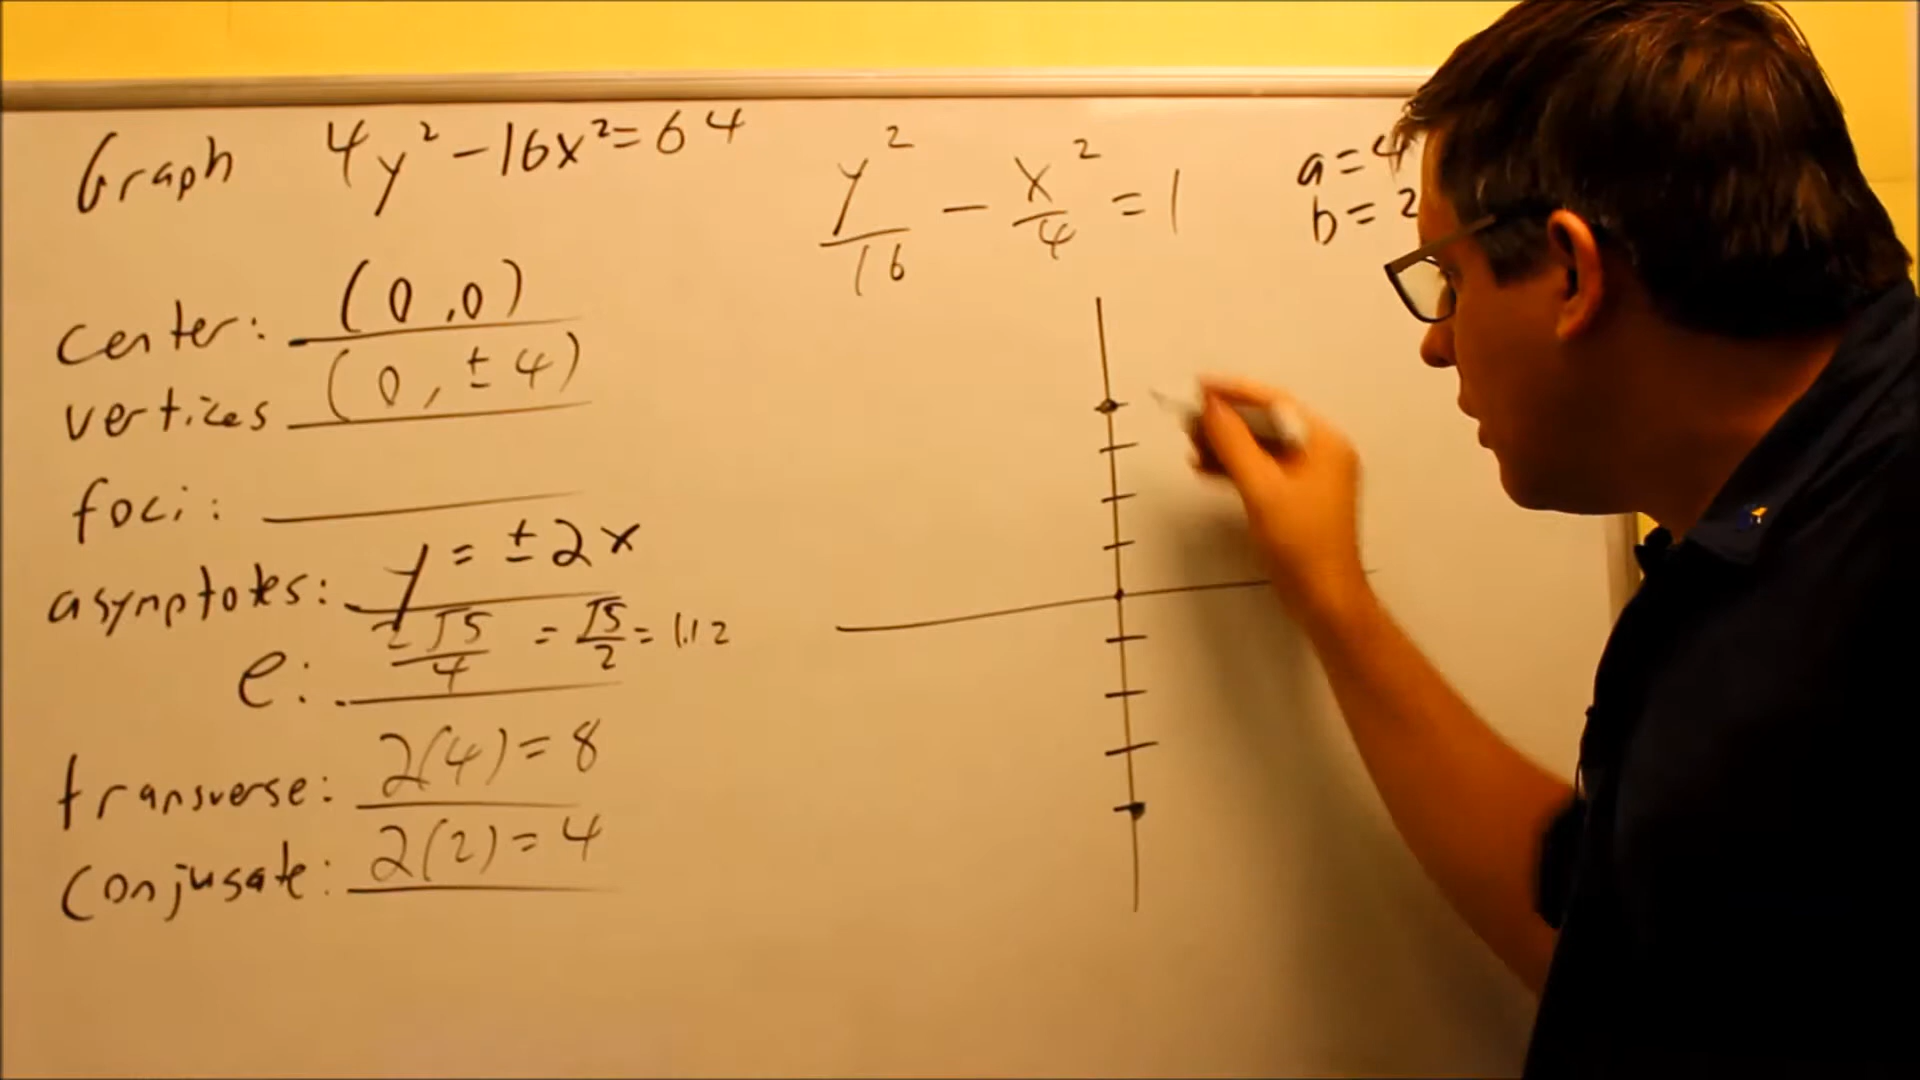 Graph 4y²-16x²=64
y²/16 - x²/4 = 1
a=4
b=2
center: (0,0)
vertices (0,±4)
foci:
asymptotes: y=±2x
e: 2√5/4 = √5/2 = 1.12
transverse: 2(4)=8
conjugate: 2(2)=4